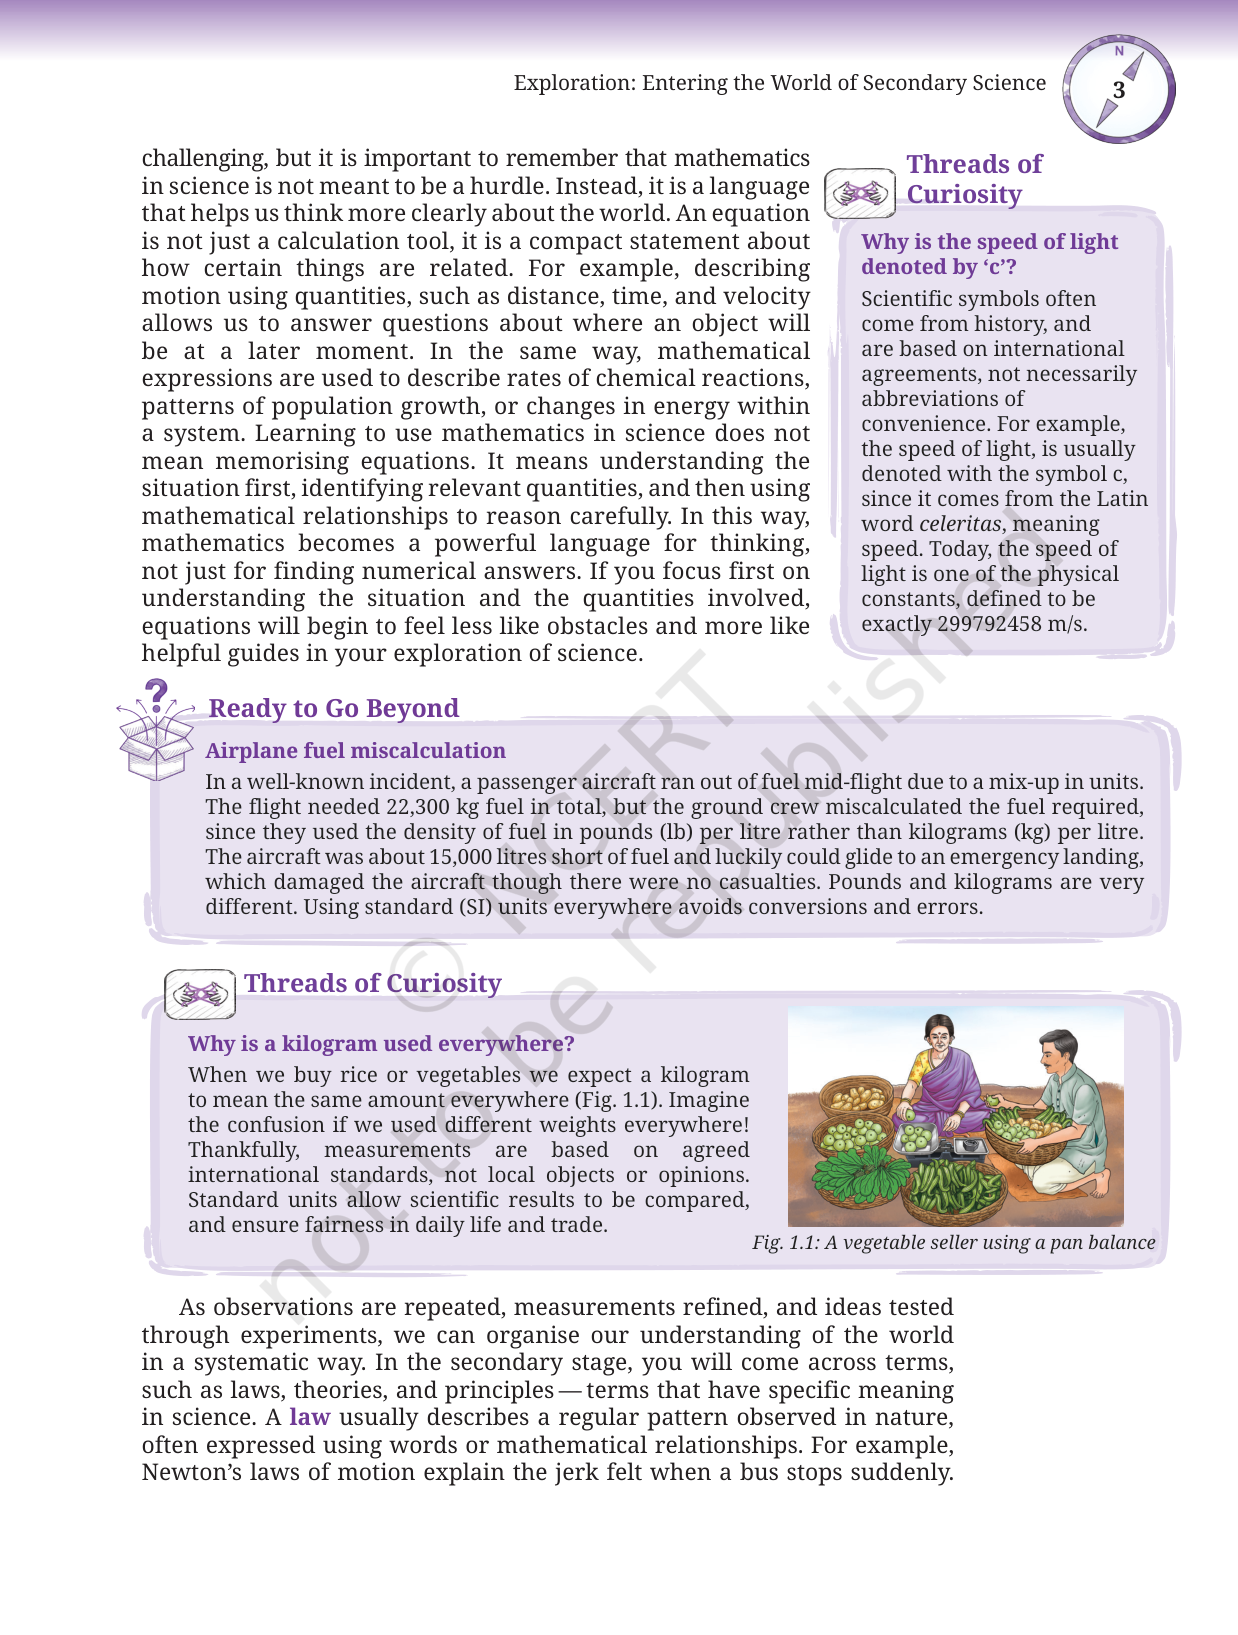 Exploration: Entering the World of Secondary Science
N
3
challenging, but it is important to remember that mathematics
in science is not meant to be a hurdle. Instead, it is a language
that helps us think more clearly about the world. An equation
is not just a calculation tool, it is a compact statement about
how certain things are related. For example, describing
motion using quantities, such as distance, time, and velocity
allows us to answer questions about where an object will
be at a later moment. In the same way, mathematical
expressions are used to describe rates of chemical reactions,
patterns of population growth, or changes in energy within
a system. Learning to use mathematics in science does not
mean memorising equations. It means understanding the
situation first, identifying relevant quantities, and then using
mathematical relationships to reason carefully. In this way,
mathematics becomes a powerful language for thinking,
not just for finding numerical answers. If you focus first on
understanding the situation and the quantities involved,
equations will begin to feel less like obstacles and more like
helpful guides in your exploration of science.
Threads of
Curiosity
Why is the speed of light
denoted by ‘c’?
Scientific symbols often
come from history, and
are based on international
agreements, not necessarily
abbreviations of
convenience. For example,
the speed of light, is usually
denoted with the symbol c,
since it comes from the Latin
word celeritas, meaning
speed. Today, the speed of
light is one of the physical
constants, defined to be
exactly 299792458 m/s.
?
Ready to Go Beyond
Airplane fuel miscalculation
In a well-known incident, a passenger aircraft ran out of fuel mid-flight due to a mix-up in units.
The flight needed 22,300 kg fuel in total, but the ground crew miscalculated the fuel required,
since they used the density of fuel in pounds (lb) per litre rather than kilograms (kg) per litre.
The aircraft was about 15,000 litres short of fuel and luckily could glide to an emergency landing,
which damaged the aircraft though there were no casualties. Pounds and kilograms are very
different. Using standard (SI) units everywhere avoids conversions and errors.
Threads of Curiosity
Why is a kilogram used everywhere?
When we buy rice or vegetables we expect a kilogram
to mean the same amount everywhere (Fig. 1.1). Imagine
the confusion if we used different weights everywhere!
Thankfully, measurements are based on agreed
international standards, not local objects or opinions.
Standard units allow scientific results to be compared,
and ensure fairness in daily life and trade.
Fig. 1.1: A vegetable seller using a pan balance
As observations are repeated, measurements refined, and ideas tested
through experiments, we can organise our understanding of the world
in a systematic way. In the secondary stage, you will come across terms,
such as laws, theories, and principles — terms that have specific meaning
in science. A law usually describes a regular pattern observed in nature,
often expressed using words or mathematical relationships. For example,
Newton’s laws of motion explain the jerk felt when a bus stops suddenly.
© NCERT
not to be republished